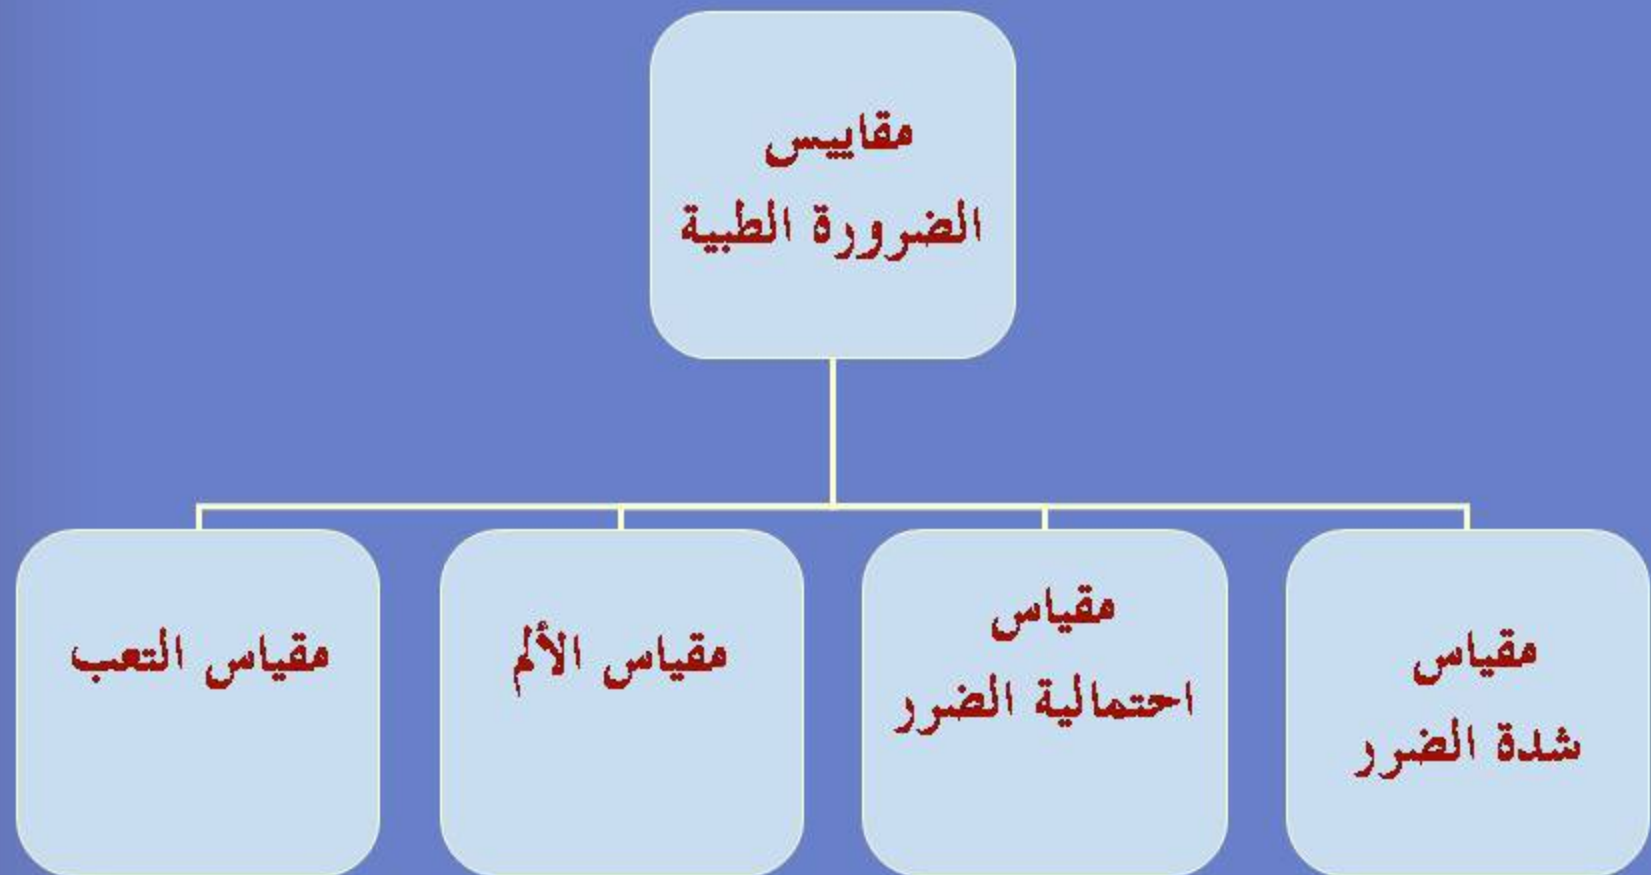 مقاييس
الضرورة الطبية
مقياس
شدة الضرر
مقياس
احتمالية الضرر
مقياس الألم
مقياس التعب